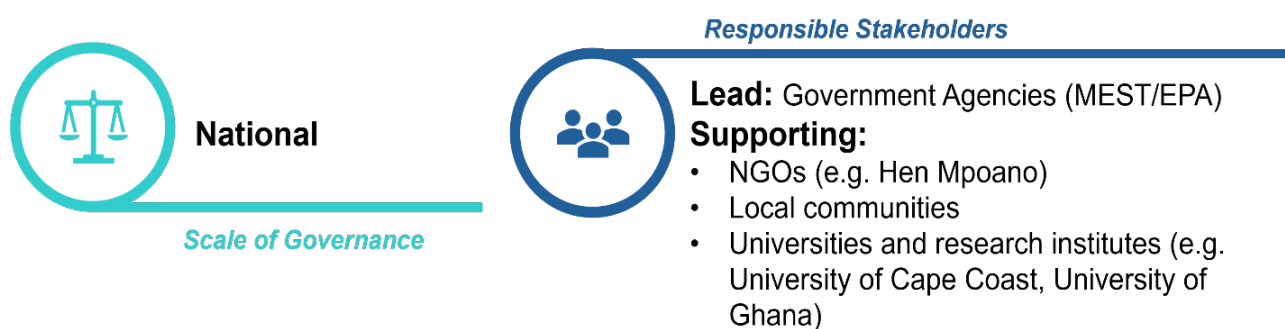 National
Scale of Governance
Responsible Stakeholders
Lead: Government Agencies (MEST/EPA)
Supporting:
• NGOs (e.g. Hen Mpoano)
• Local communities
• Universities and research institutes (e.g.
University of Cape Coast, University of
Ghana)